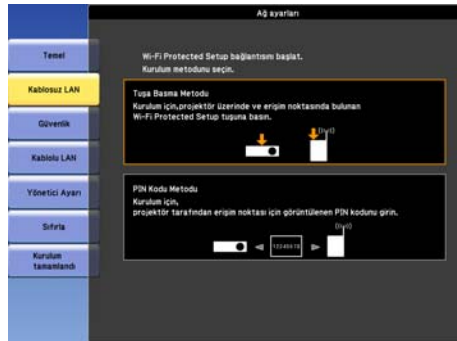 Ağ ayarları
Temel
Kablosuz LAN
Güvenlik
Kablolu LAN
Yönetici Ayarı
Sıfırla
Kurulum
tamamlandı
Wi-Fi Protected Setup bağlantısını başlat.
Kurulum metodunu seçin.
Tuşa Basma Metodu
Kurulum için,projektör üzerinde ve erişim noktasında bulunan
Wi-Fi Protected Setup tuşuna basın.
PIN Kodu Metodu
Kurulum için,
projektör tarafından erişim noktası için görüntülenen PIN kodunu girin.
12345678